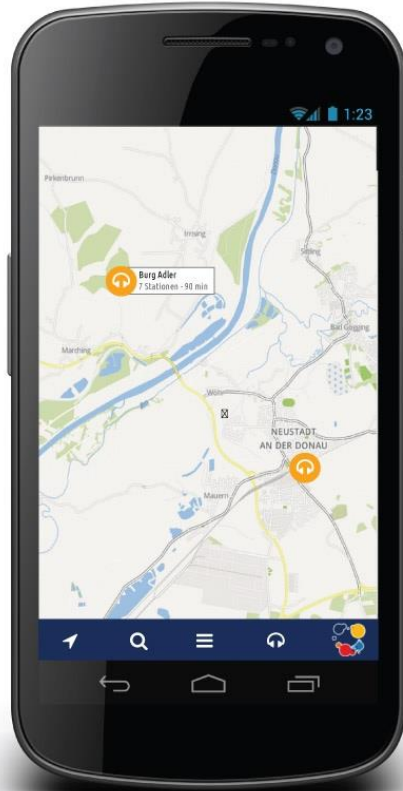 1:23
Pirkenbrunn
Irnsing
Sittling
Burg Adler
7 Stationen - 90 min
Bad Gögging
Marching
Wöhr
NEUSTADT
AN DER DONAU
Mauern